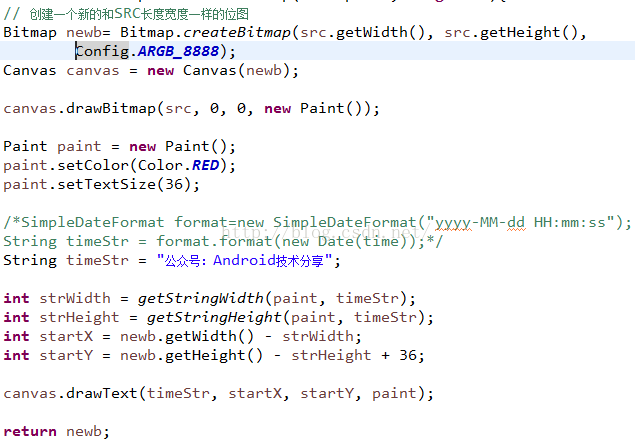 // 创建一个新的和SRC长度宽度一样的位图
Bitmap newb= Bitmap.createBitmap(src.getWidth(), src.getHeight(),
Config.ARGB_8888);
Canvas canvas = new Canvas(newb);
canvas.drawBitmap(src, 0, 0, new Paint());
Paint paint = new Paint();
paint.setColor(Color.RED);
paint.setTextSize(36);
/*SimpleDateFormat format=new SimpleDateFormat("yyyy-MM-dd HH:mm:ss");
http://blog.csdn.net/
String timeStr = format.format(new Date(time));*/
String timeStr = "公众号：Android技术分享";
int strWidth = getStringWidth(paint, timeStr);
int strHeight = getStringHeight(paint, timeStr);
int startX = newb.getWidth() - strWidth;
int startY = newb.getHeight() - strHeight + 36;
canvas.drawText(timeStr, startX, startY, paint);
return newb;